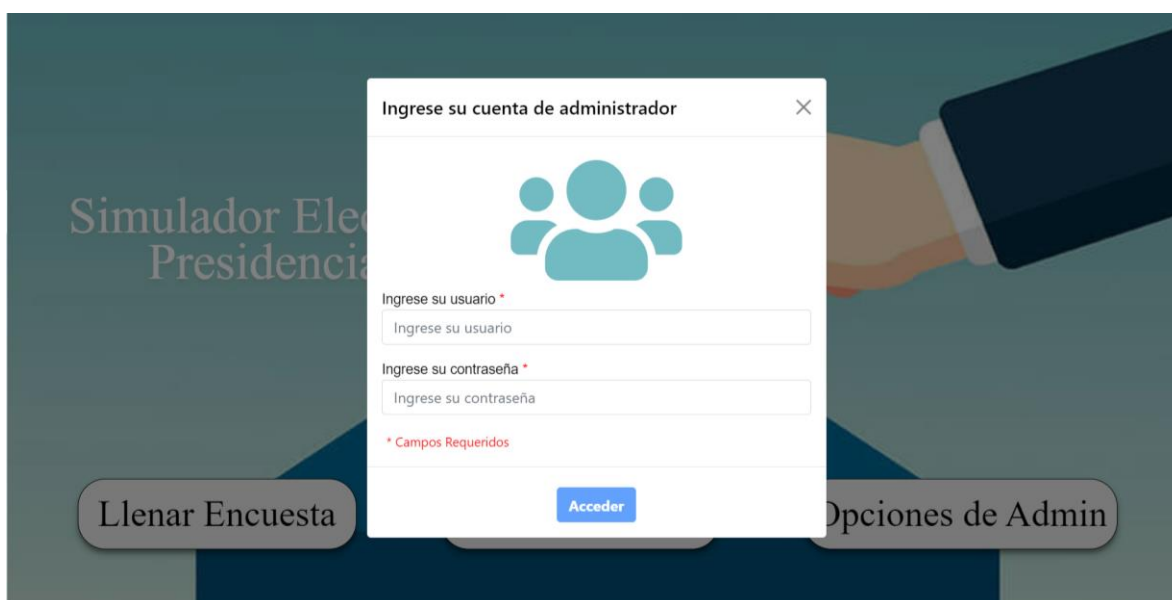 Ingrese su cuenta de administrador
Simulador
Presidencia
Ingrese su usuario *
Ingrese su usuario
Ingrese su contraseña *
Ingrese su contraseña
* Campos Requeridos
Acceder
Llenar Encuesta
Opciones de Admin